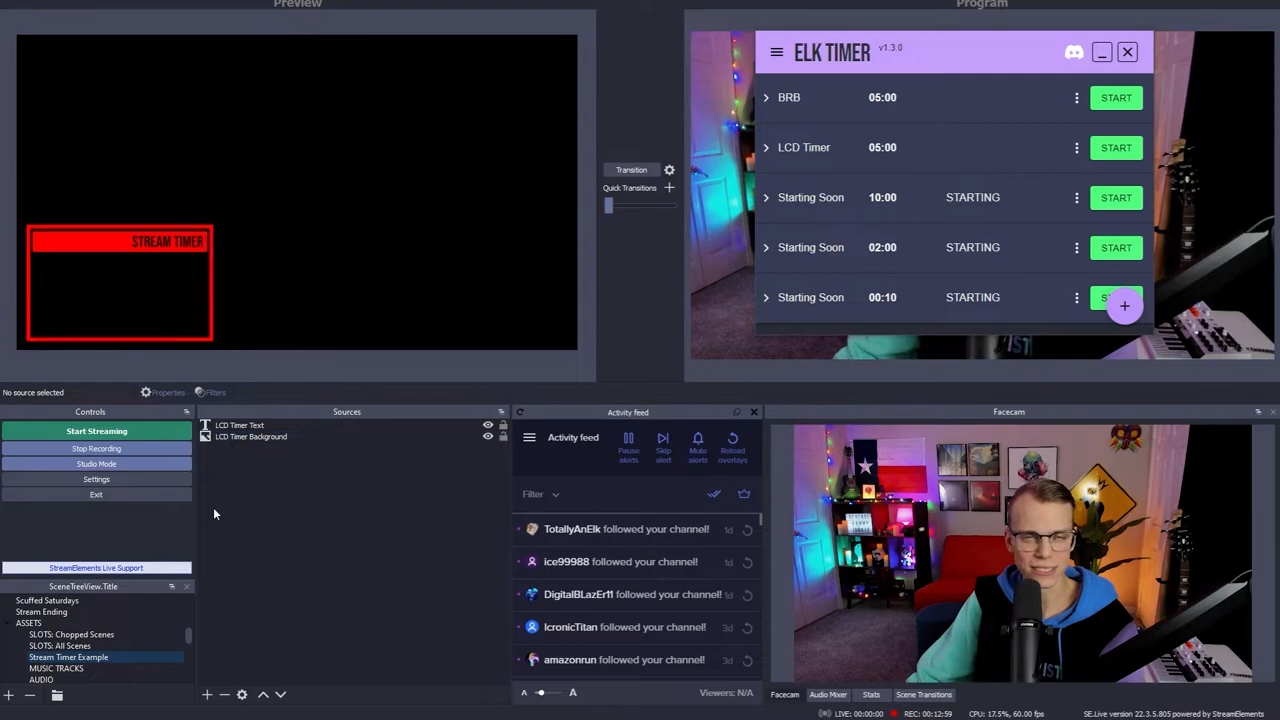 Preview
Program
STREAM TIMER
Transition
Quick Transitions
ELK TIMER v1.3.0
BRB 05:00 START
LCD Timer 05:00 START
Starting Soon 10:00 STARTING START
Starting Soon 02:00 STARTING START
Starting Soon 00:10 STARTING
No source selected
Properties
Filters
Controls
Start Streaming
Stop Recording
Studio Mode
Settings
Exit
StreamElements Live Support
SceneTreeView.Title
Scuffed Saturdays
Stream Ending
ASSETS
SLOTS: Chopped Scenes
SLOTS: All Scenes
Stream Timer Example
MUSIC TRACKS
AUDIO
Sources
LCD Timer Text
LCD Timer Background
Activity feed
Activity feed
Pause alerts
Skip alert
Mute alerts
Reload overlays
Filter
TotallyAnElk followed your channel! 1d
ice99988 followed your channel! 1d
DigitalBLazEr11 followed your channel! 1d
IcronicTitan followed your channel! 3d
amazonrun followed your channel! 3d
A A
Viewers: N/A
Facecam
Facecam
Audio Mixer
Stats
Scene Transitions
LIVE: 00:00:00
REC: 00:12:59
CPU: 17.5%, 60.00 fps
SE.Live version 22.3.5.805 powered by StreamElements